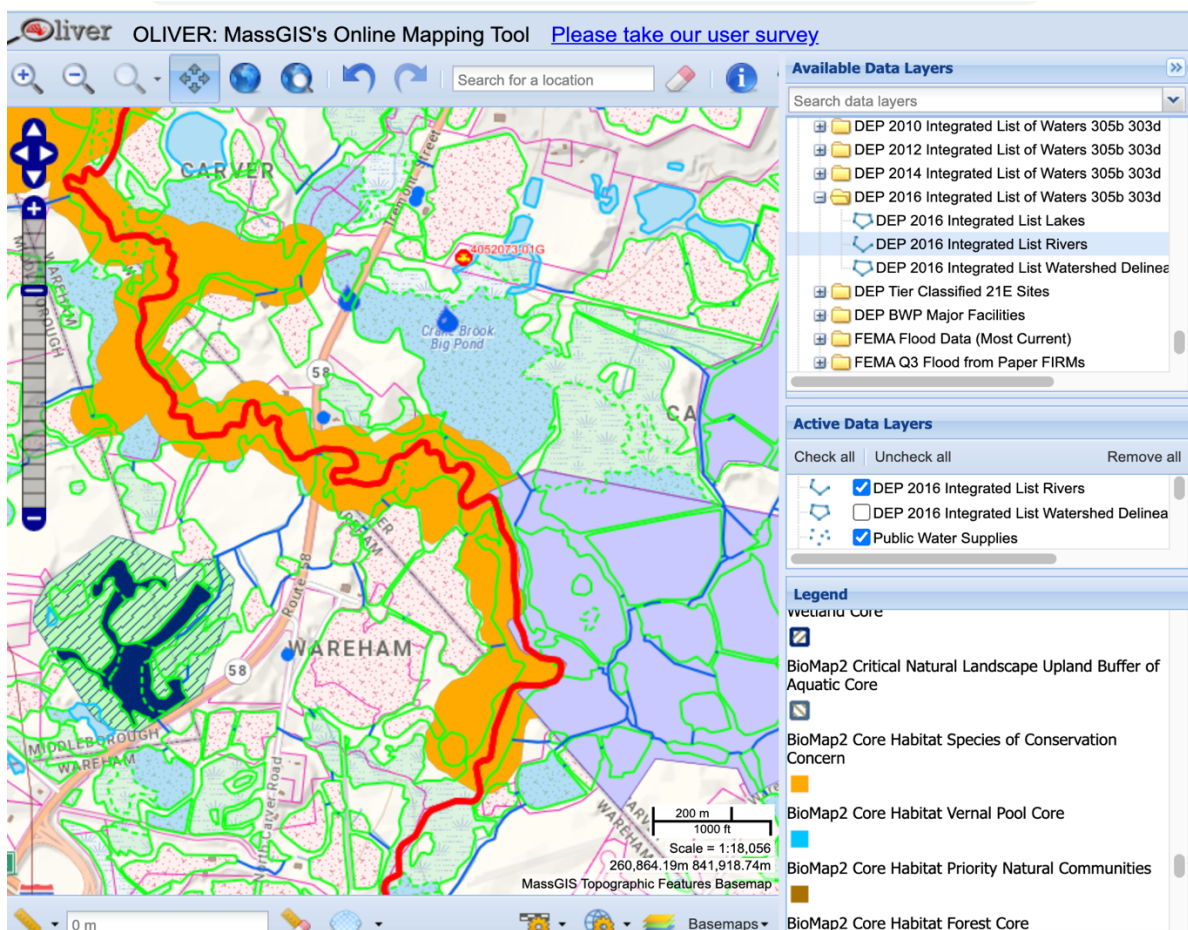 Oliver
OLIVER: MassGIS's Online Mapping Tool Please take our user survey
Search for a location
CARVER
Tremont Street
4052073-01G
Crane Brook
Big Pond
58
WAREHAM
CA
Route 58
WAREHAM
58
MIDDLEBOROUGH
WAREHAM
North Carver Road
WAREHAM
200 m
1000 ft
Scale = 1:18,056
260,864.19m 841,918.74m
MassGIS Topographic Features Basemap
0 m
Basemaps
Available Data Layers
Search data layers
DEP 2010 Integrated List of Waters 305b 303d
DEP 2012 Integrated List of Waters 305b 303d
DEP 2014 Integrated List of Waters 305b 303d
DEP 2016 Integrated List of Waters 305b 303d
DEP 2016 Integrated List Lakes
DEP 2016 Integrated List Rivers
DEP 2016 Integrated List Watershed Delinea
DEP Tier Classified 21E Sites
DEP BWP Major Facilities
FEMA Flood Data (Most Current)
FEMA Q3 Flood from Paper FIRMs
Active Data Layers
Check all Uncheck all Remove all
DEP 2016 Integrated List Rivers
DEP 2016 Integrated List Watershed Delinea
Public Water Supplies
Legend
Wetland Core
BioMap2 Critical Natural Landscape Upland Buffer of
Aquatic Core
BioMap2 Core Habitat Species of Conservation
Concern
BioMap2 Core Habitat Vernal Pool Core
BioMap2 Core Habitat Priority Natural Communities
BioMap2 Core Habitat Forest Core